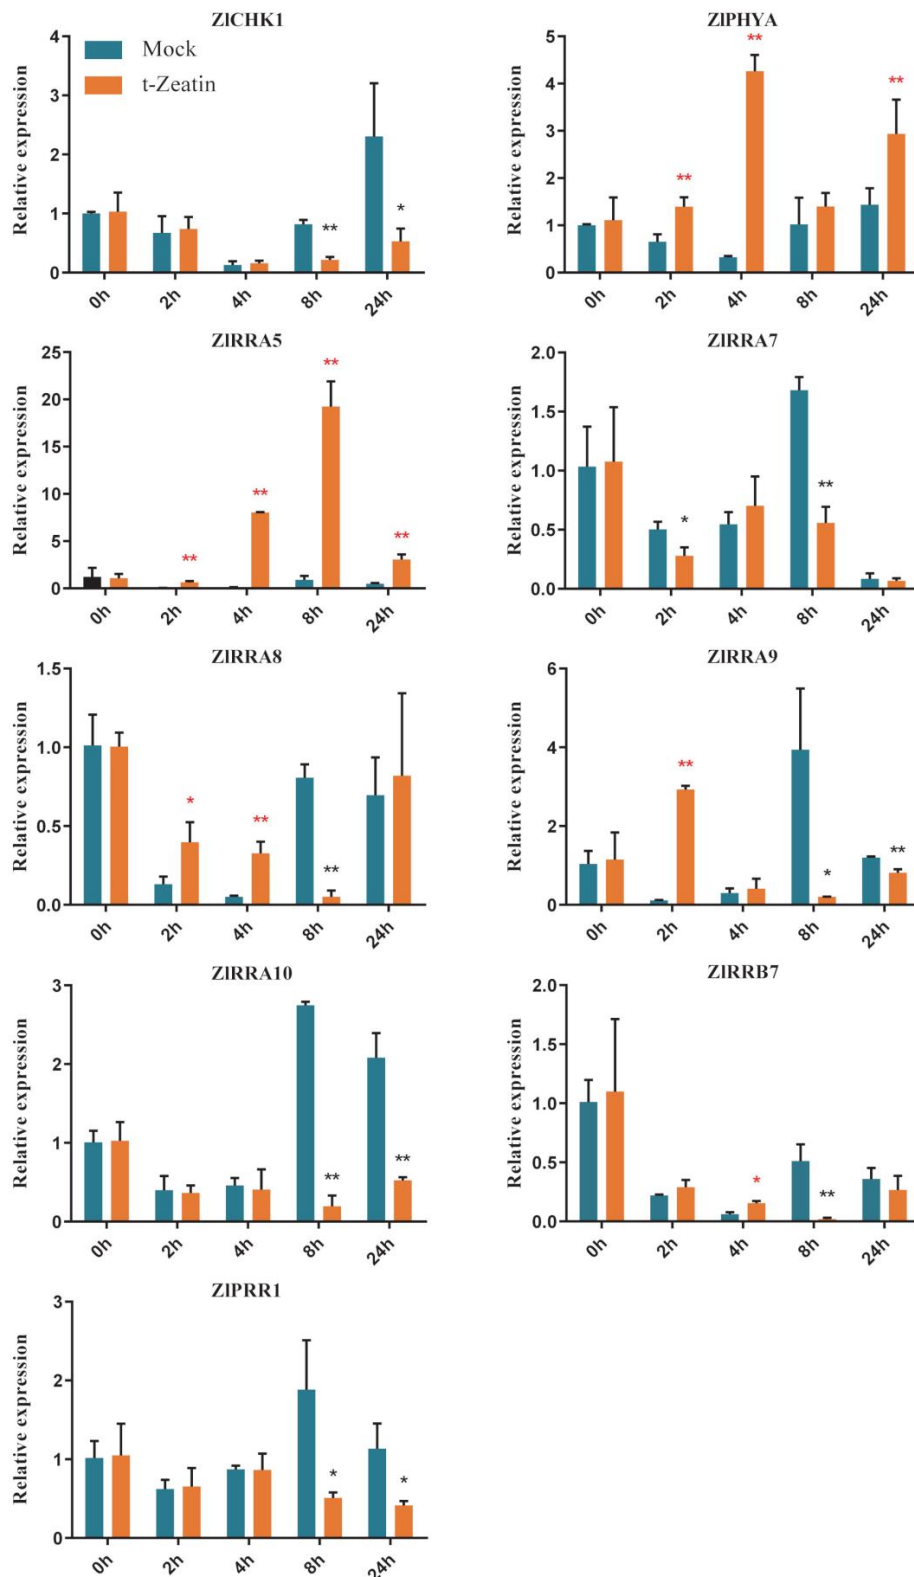 ZlCHK1
Relative expression
4
3
2
1
0
Mock
t-Zeatin
**
*
0h
2h
4h
8h
24h
ZlPHYA
Relative expression
5
4
3
2
1
0
**
**
**
0h
2h
4h
8h
24h
ZlRRA5
Relative expression
25
20
15
10
5
0
**
**
**
**
0h
2h
4h
8h
24h
ZlRRA7
Relative expression
2.0
1.5
1.0
0.5
0.0
*
**
0h
2h
4h
8h
24h
ZlRRA8
Relative expression
1.5
1.0
0.5
0.0
*
**
**
0h
2h
4h
8h
24h
ZlRRA9
Relative expression
6
4
2
0
**
*
**
0h
2h
4h
8h
24h
ZlRRA10
Relative expression
3
2
1
0
**
**
0h
2h
4h
8h
24h
ZlRRB7
Relative expression
2.0
1.5
1.0
0.5
0.0
*
**
0h
2h
4h
8h
24h
ZlPRR1
Relative expression
3
2
1
0
*
*
0h
2h
4h
8h
24h